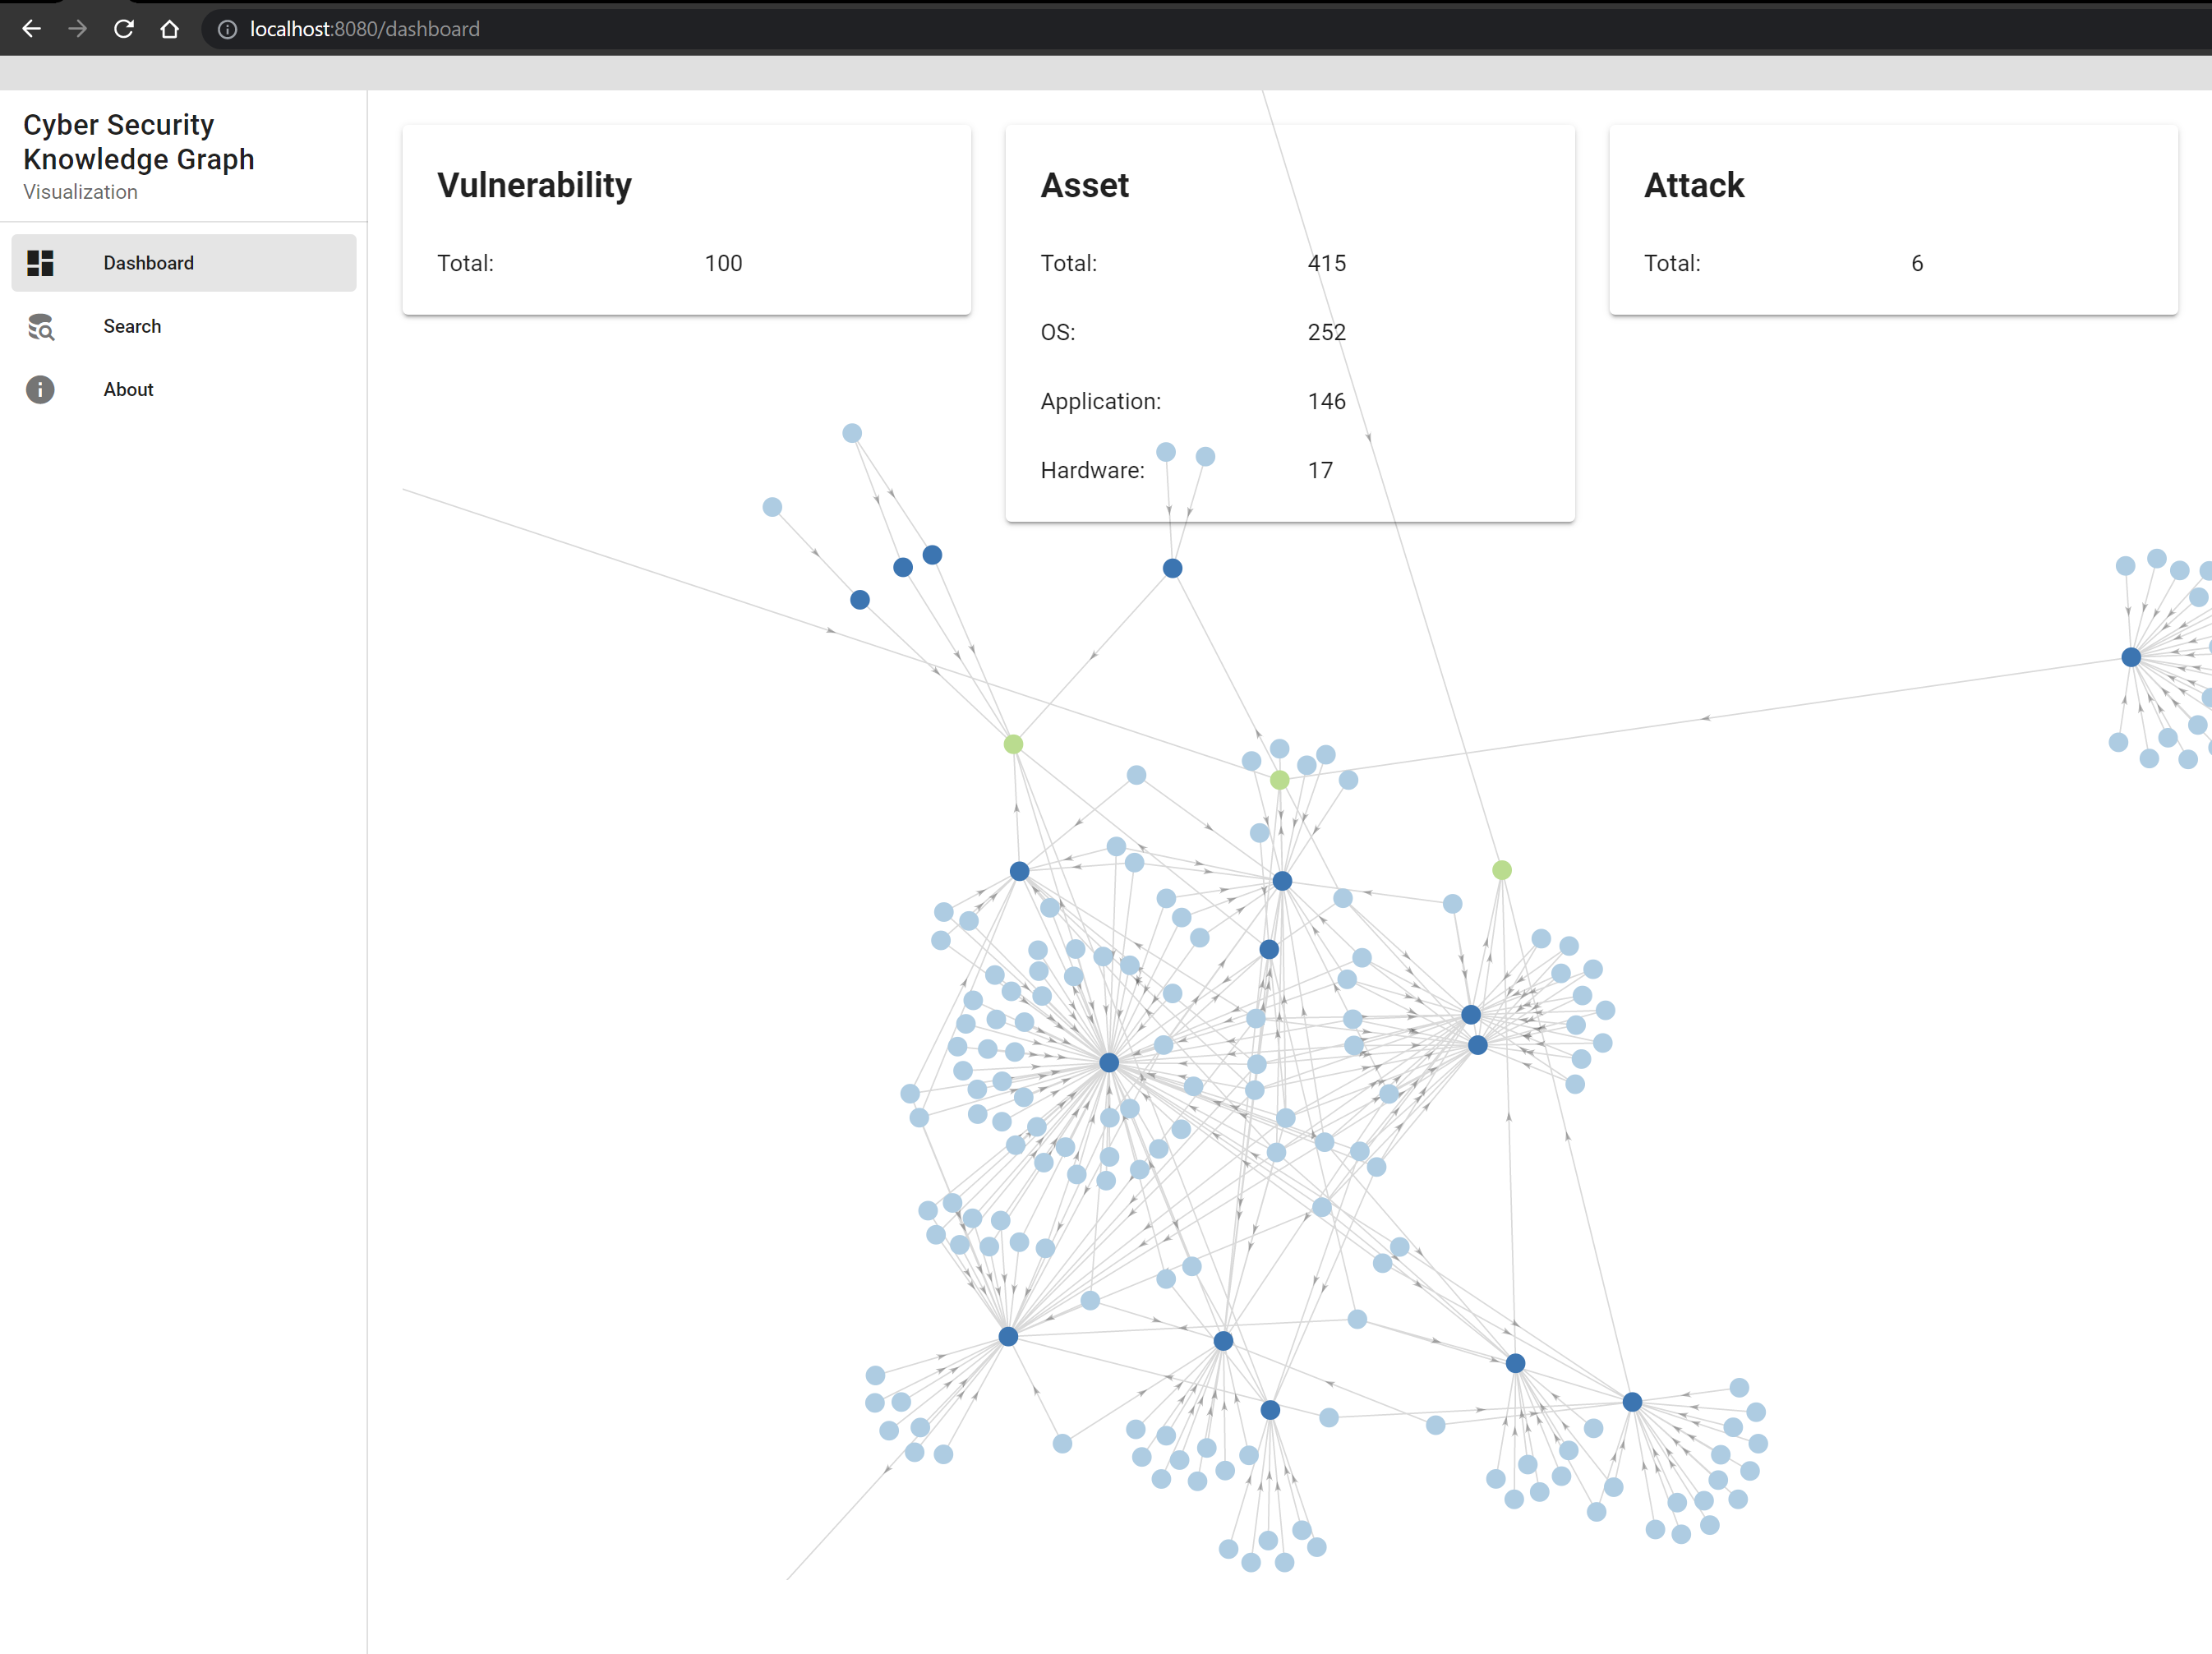 localhost:8080/dashboard
Cyber Security
Knowledge Graph
Visualization
Dashboard
Search
About
Vulnerability
Total: 100
Asset
Total: 415
OS: 252
Application: 146
Hardware: 17
Attack
Total: 6